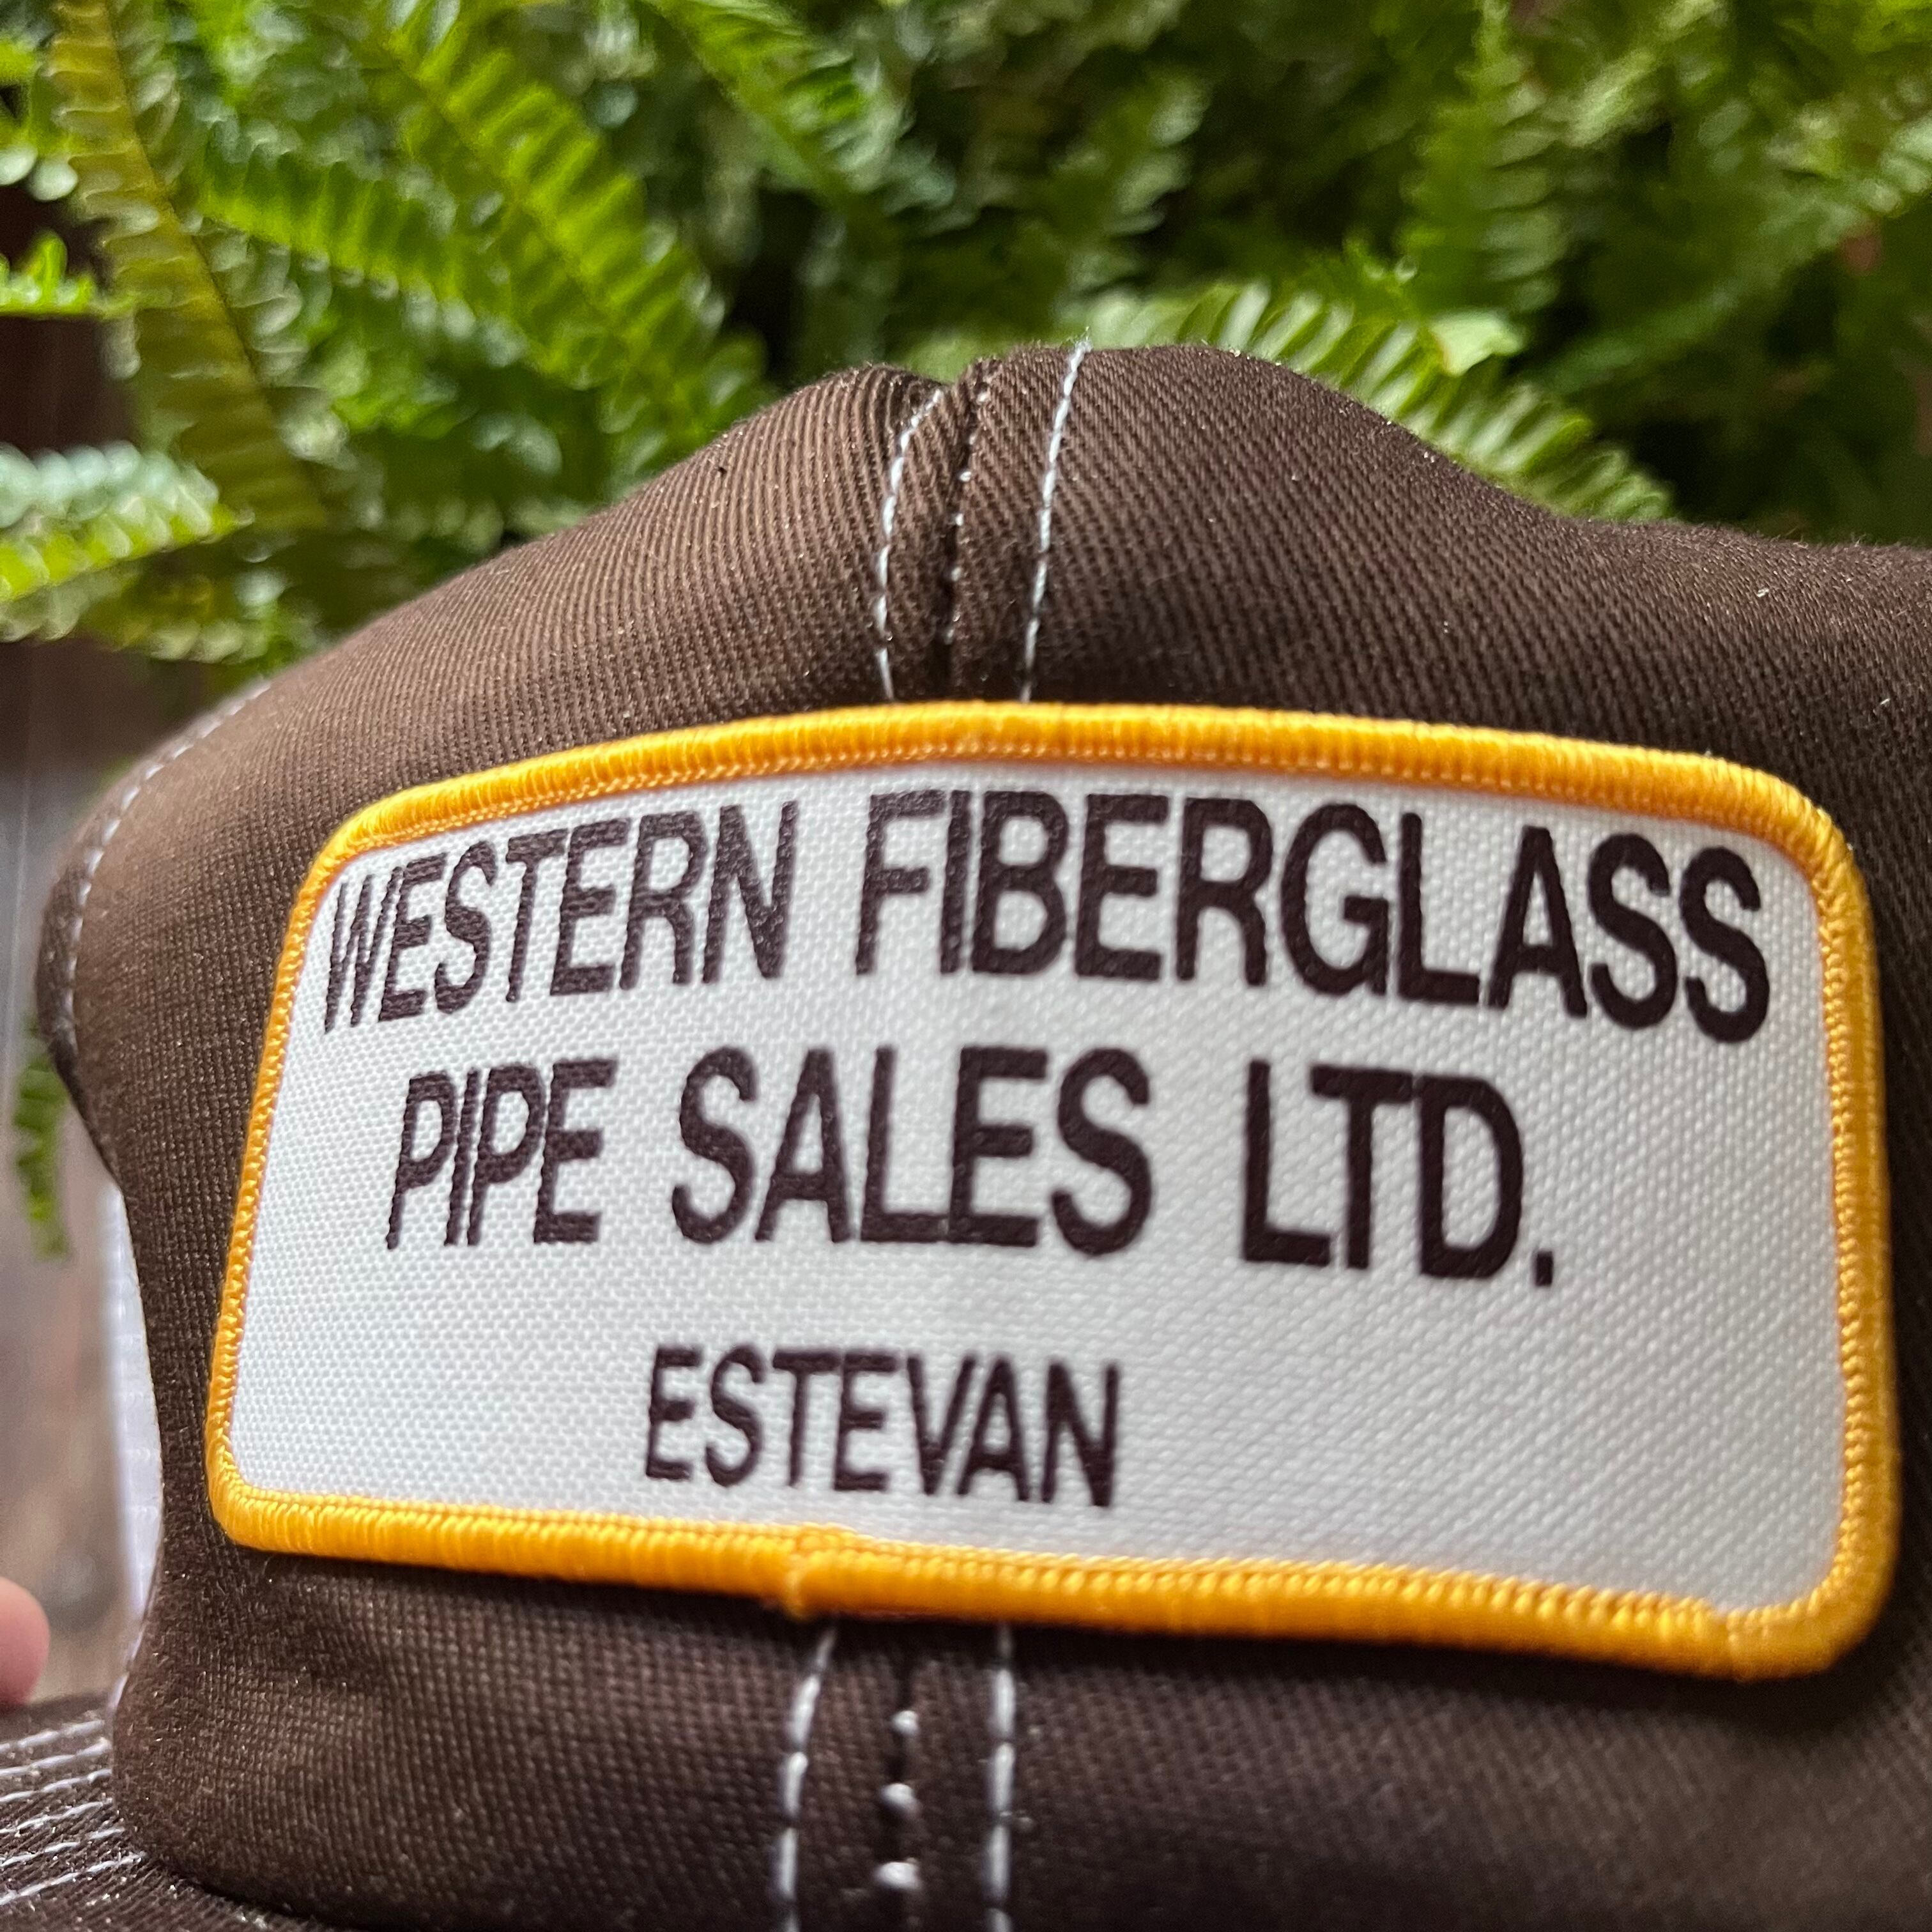 WESTERN FIBERGLASS
PIPE SALES LTD.
ESTEVAN